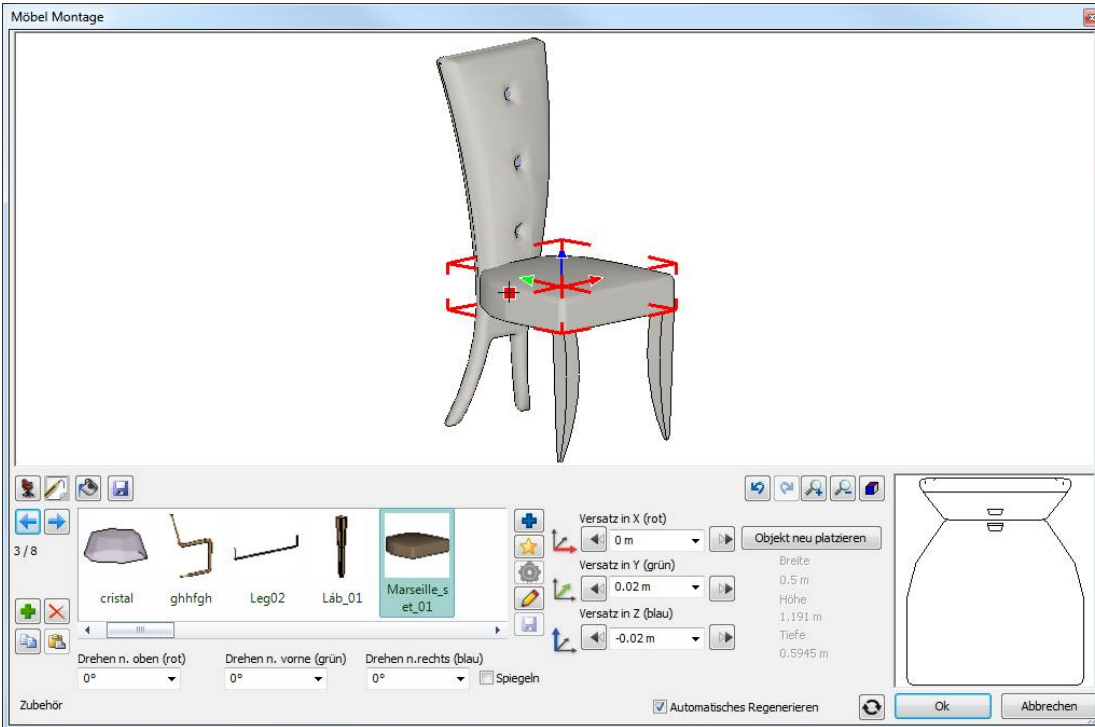 Möbel Montage
3 / 8
cristal
ghhfgh
Leg02
Láb_01
Marseille_s
et_01
Versatz in X (rot)
0 m
Objekt neu platzieren
Versatz in Y (grün)
0.02 m
Versatz in Z (blau)
-0.02 m
Breite
0.5 m
Höhe
1.191 m
Tiefe
0.5945 m
Drehen n. oben (rot)
0°
Drehen n. vorne (grün)
0°
Drehen n.rechts (blau)
0°
Spiegeln
Zubehör
Automatisches Regenerieren
Ok
Abbrechen